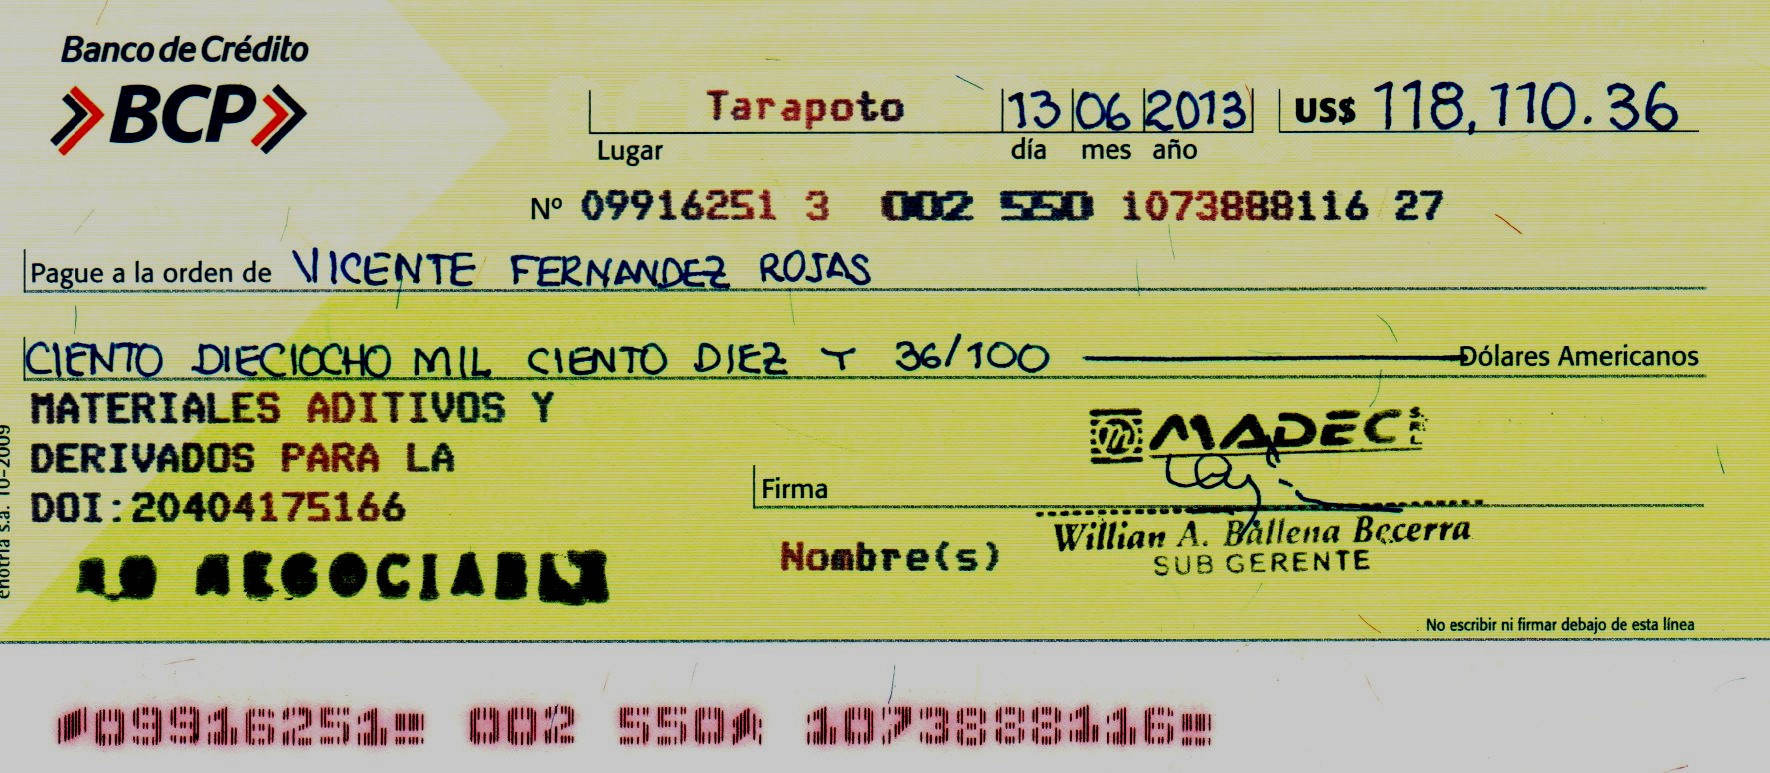 Banco de Crédito
BCP
Tarapoto 13 06 2013 US$ 118,110.36
Lugar día mes año
Nº 09916251 3 002 550 1073888116 27
Pague a la orden de VICENTE FERNANDEZ ROJAS
CIENTO DIECIOCHO MIL CIENTO DIEZ Y 36/100 Dólares Americanos
MATERIALES ADITIVOS Y
DERIVADOS PARA LA
DOI:20404175166
MADEC S.R.L
Firma
Willian A. Ballena Becerra
SUB GERENTE
Nombre(s)
NO NEGOCIABLE
enotria s.a. 10-2009
No escribir ni firmar debajo de esta línea
09916251 002 550 1073888116